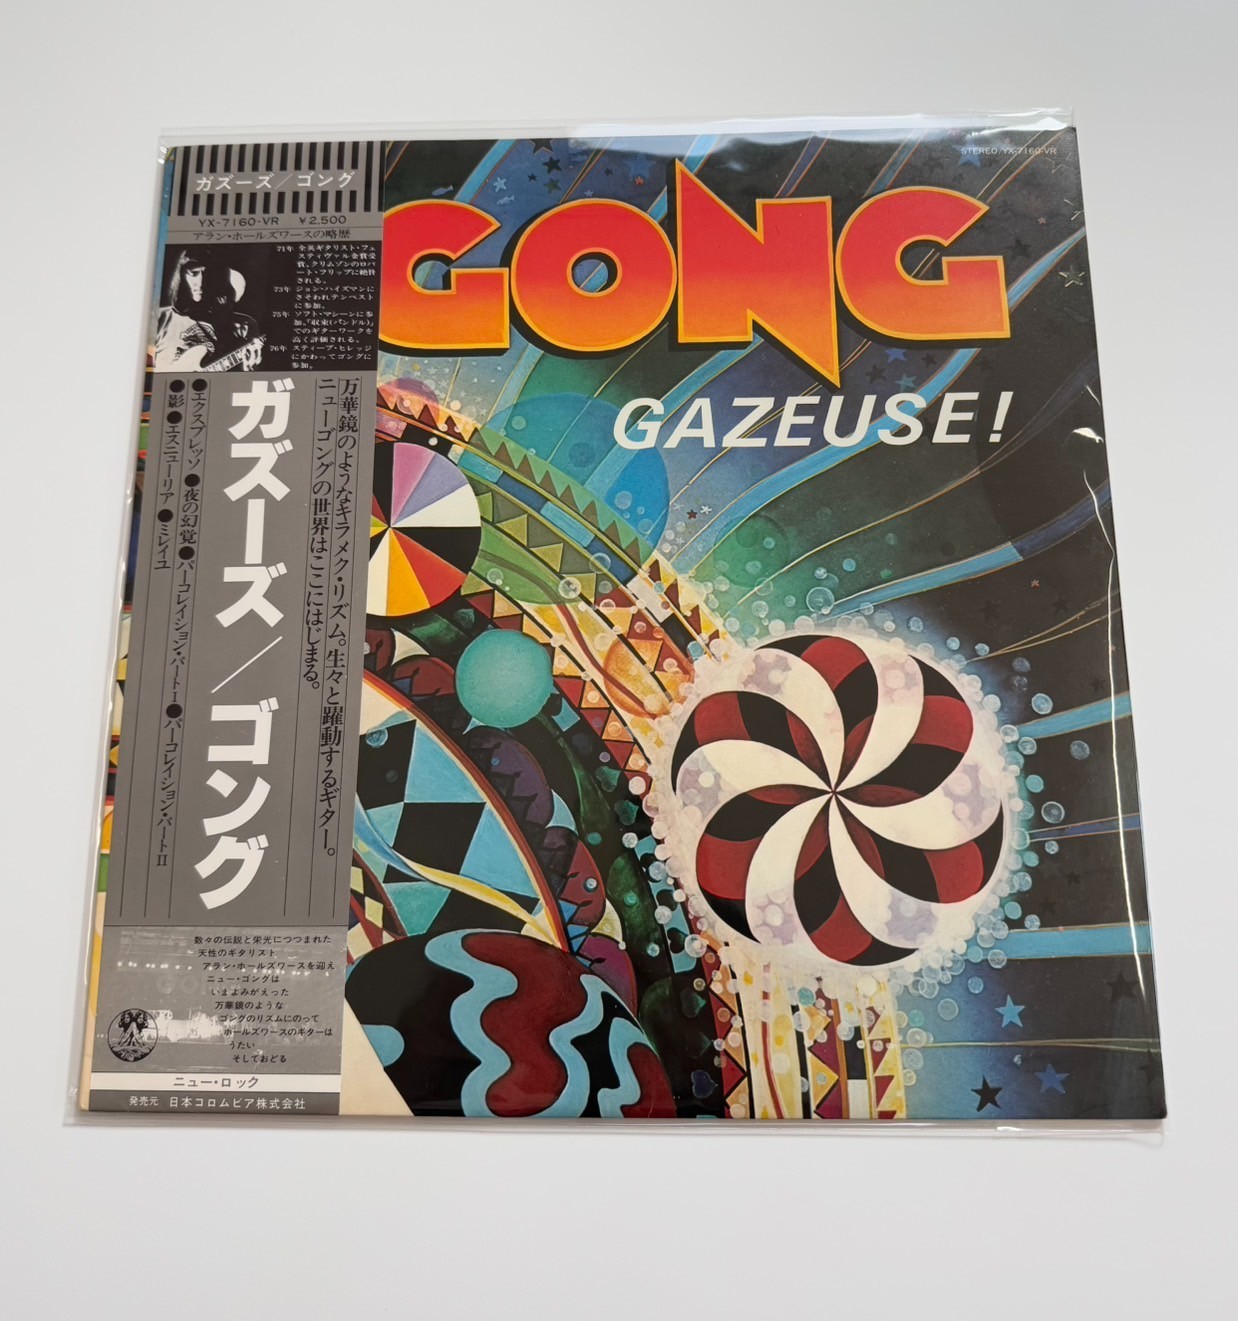 ガズーズ/ゴング
YX-7160-VR ¥2,500
アラン・ホールズワースの略歴
71年 全英ギタリスト・フェ
スティヴァル金賞受
賞、クリムゾンのロバ
ート・フリップに絶賛
される。
73年 ジョン・ハイズマンに
さそわれテンペスト
に参加。
75年 ソフト・マシーンに参
加。「収束(バンドル)」
でのギターワークを
高く評価される。
76年 スティーブ・ヒレッジ
にかわってゴングに
参加。
万華鏡のようなキラメク・リズム。生々と躍動するギター。
ニューゴングの世界はここにはじまる。
ガズーズ/ゴング
●エクスプレッソ●夜の幻覚●パーコレイション・パートI●パーコレイション・パートII
●影●エスニューリア●ミレイユ
数々の伝説と栄光につつまれた
天性のギタリスト
アラン・ホールズワースを迎え
ニュー・ゴングは
いまよみがえった
万華鏡のような
ゴングのリズムにのって
ホールズワースのギターは
うたい
そしておどる
ニュー・ロック
発売元 日本コロムビア株式会社
STEREO/YX-7160-VR
GONG
GAZEUSE!